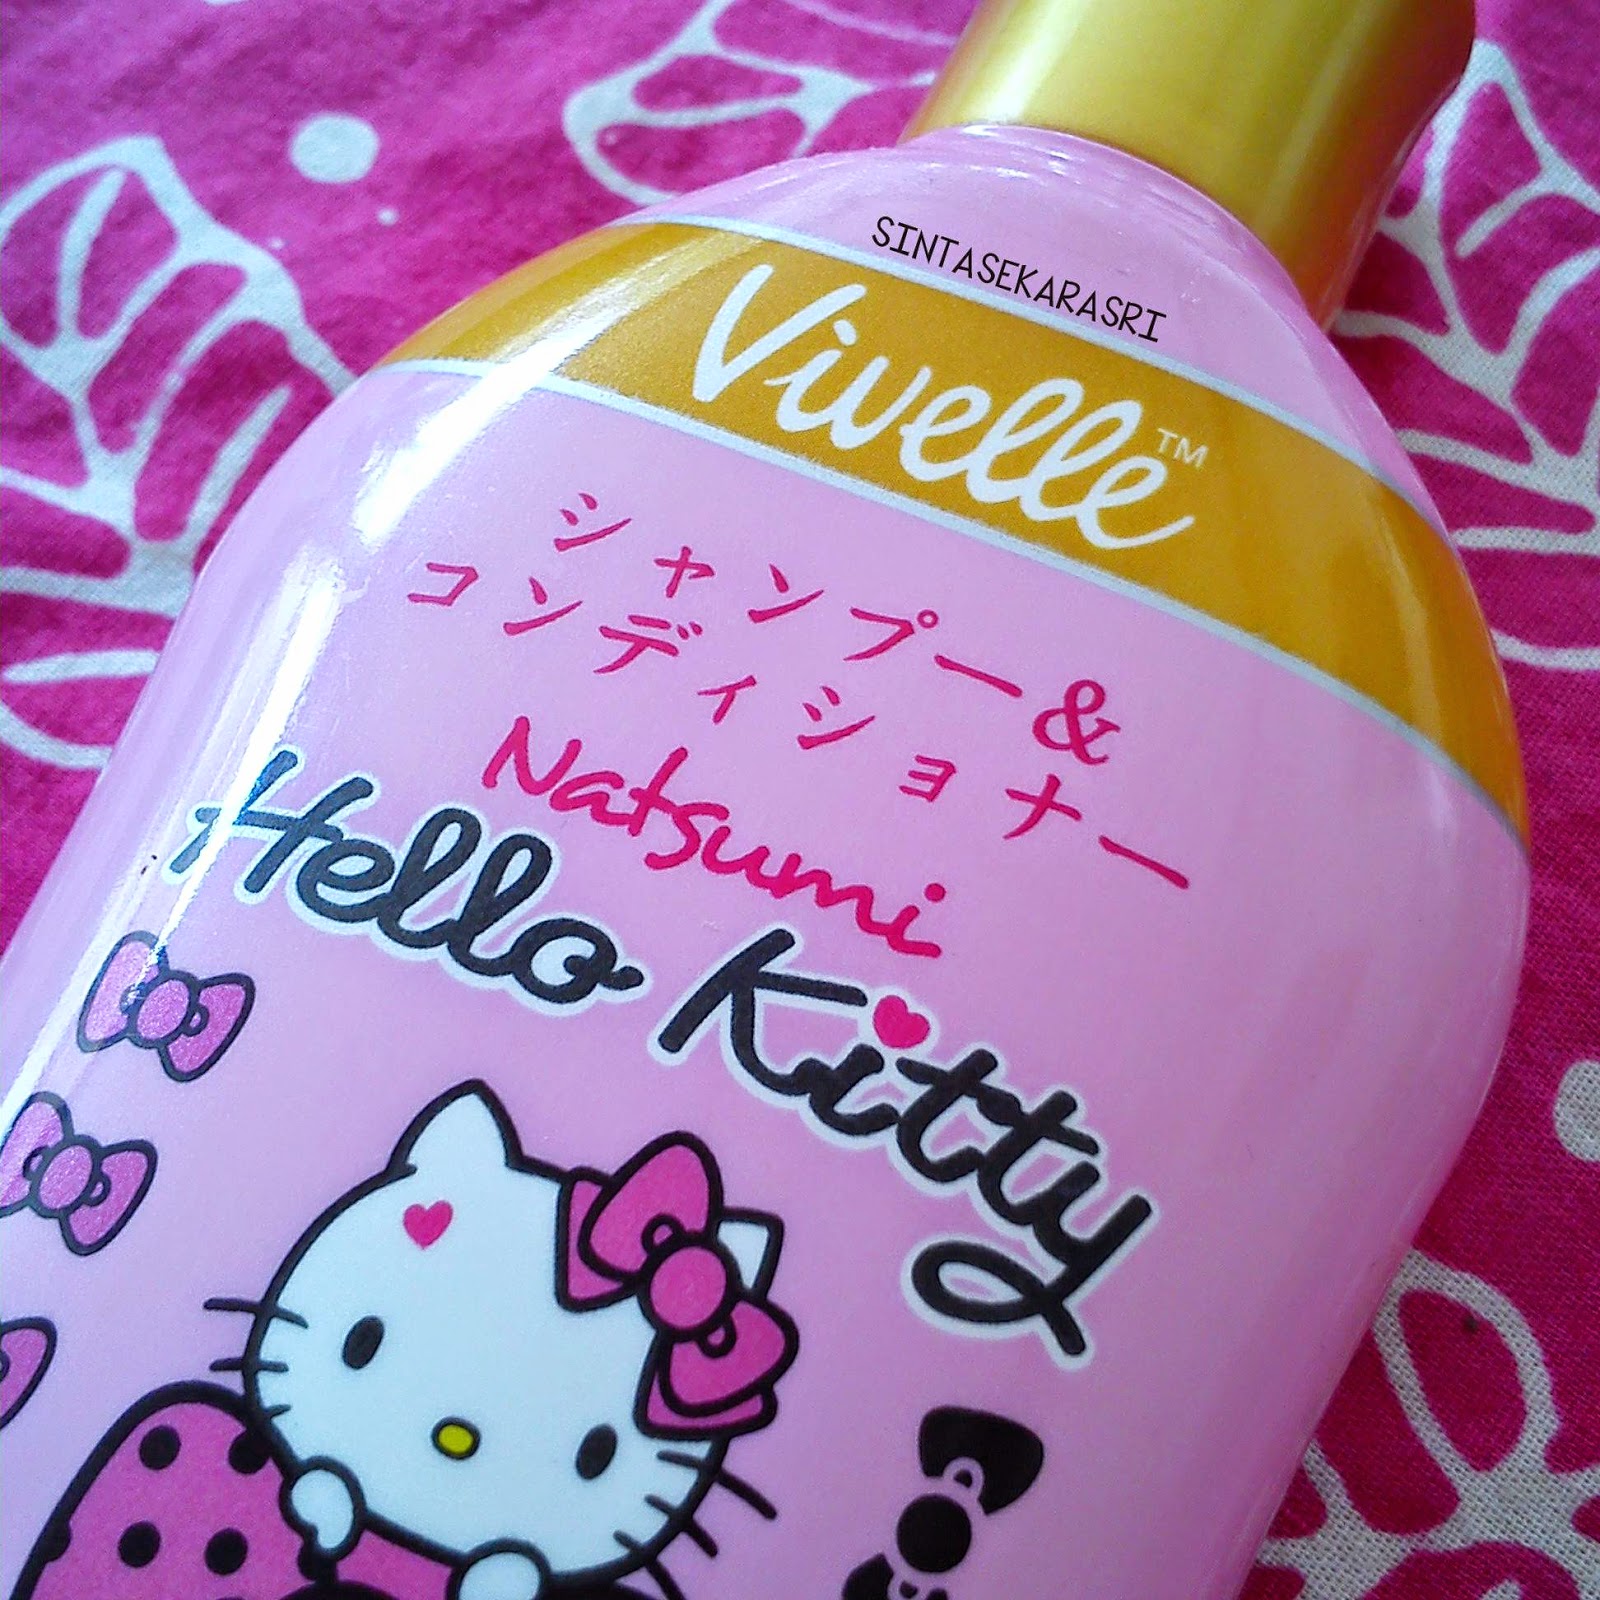 SINTASEKARASRI
Vivelle™
シャンプー&
コンディショナー
Natsumi
Hello Kitty